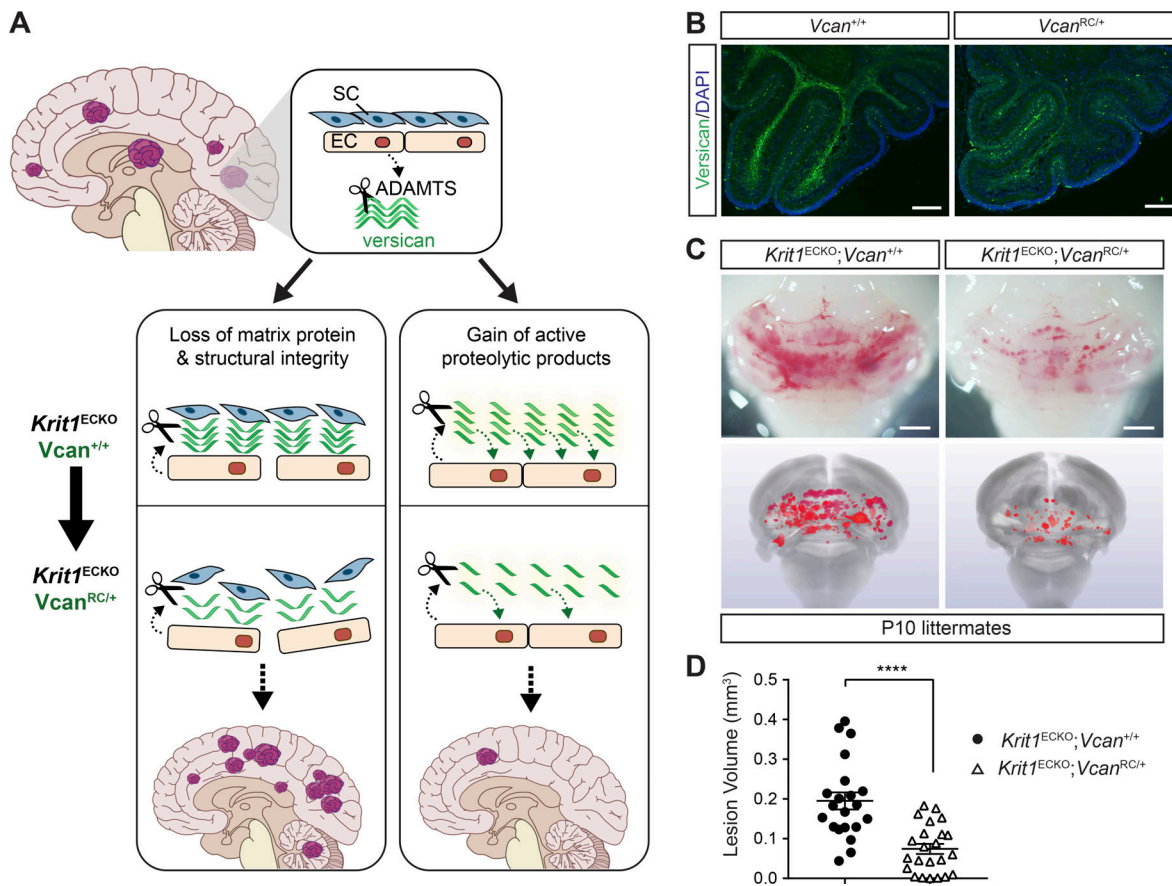 A
SC
EC
ADAMTS
versican
Loss of matrix protein
& structural integrity
Gain of active
proteolytic products
Krit1ᴱᶜᴷᴼ
Vcan⁺/⁺
Krit1ᴱᶜᴷᴼ
Vcanᴿᶜ/⁺
B
Vcan⁺/⁺
Vcanᴿᶜ/⁺
Versican/DAPI
C
Krit1ᴱᶜᴷᴼ;Vcan⁺/⁺
Krit1ᴱᶜᴷᴼ;Vcanᴿᶜ/⁺
P10 littermates
D
Lesion Volume (mm³)
0.5
0.4
0.3
0.2
0.1
0.0
****
Krit1ᴱᶜᴷᴼ;Vcan⁺/⁺
Krit1ᴱᶜᴷᴼ;Vcanᴿᶜ/⁺